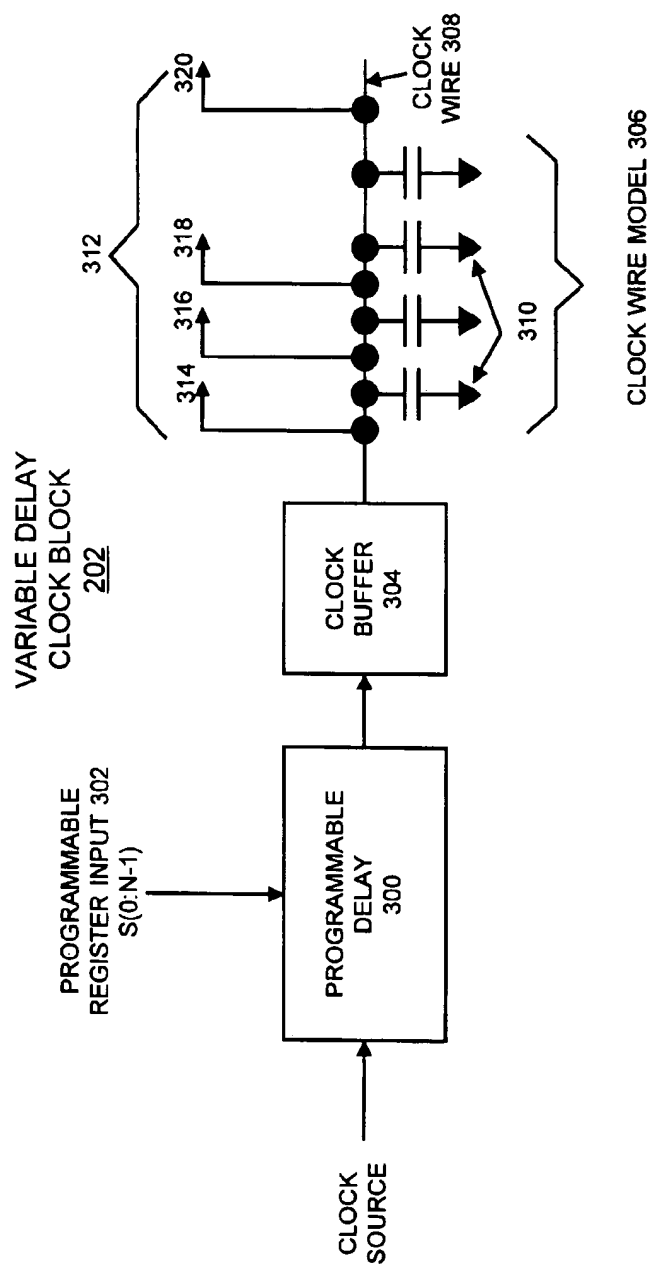 VARIABLE DELAY
CLOCK BLOCK
202
PROGRAMMABLE
REGISTER INPUT 302
S(0:N-1)
CLOCK
SOURCE
PROGRAMMABLE
DELAY
300
CLOCK
BUFFER
304
312
314
316
318
320
CLOCK
WIRE 308
310
CLOCK WIRE MODEL 306